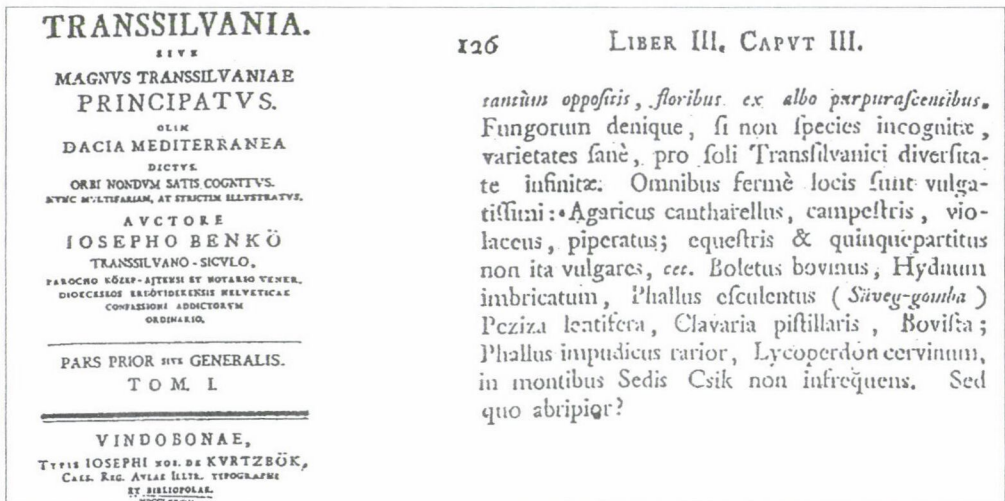 TRANSSILVANIA.
SIVE
MAGNVS TRANSSILVANIAE
PRINCIPATVS.
OLIM
DACIA MEDITERRANEA
DICTVS.
ORBI NONDVM SATIS COGNITVS.
NVNC MVLTIFARIAM, AT STRICTIM ILLVSTRATVS.
AVCTORE
IOSEPHO BENKÖ
TRANSSILVANO-SICVLO,
PAROCHO KÖZEP-AJTENSI ET NOTARIO VENER.
DIOECESEOS ERDÖVIDEKENSIS HELVETICAE
CONFESSIONI ADDICTORVM
ORDINARIO.
PARS PRIOR SIVE GENERALIS.
TOM. I.
VINDOBONAE,
TYPIS IOSEPHI NOB. DE KVRTZBÖK,
CAES. REG. AVLAE ILLYR. TYPOGRAPHI
ET BIBLIOPOLAE.
126 LIBER III. CAPVT III.
tantùm oppoſitis, floribus ex albo purpuraſcentibus.
Fungorum denique, ſi non ſpecies incognitæ,
varietates ſanè, pro ſoli Transſilvanici diverſita-
te infinitæ. Omnibus fermè locis ſunt vulga-
tiſſimi: Agaricus cantharellus, campeſtris, vio-
laceus, piperatus; equeſtris & quinquepartitus
non ita vulgares, cet. Boletus bovinus, Hydnum
imbricatum, Phallus eſculentus (Süveg-gomba)
Peziza lentifera, Clavaria piſtillaris, Boviſta;
Phallus impudicus rarior, Lycoperdon cervinum,
in montibus Sedis Csik non infreq̃uens. Sed
quo abripior?